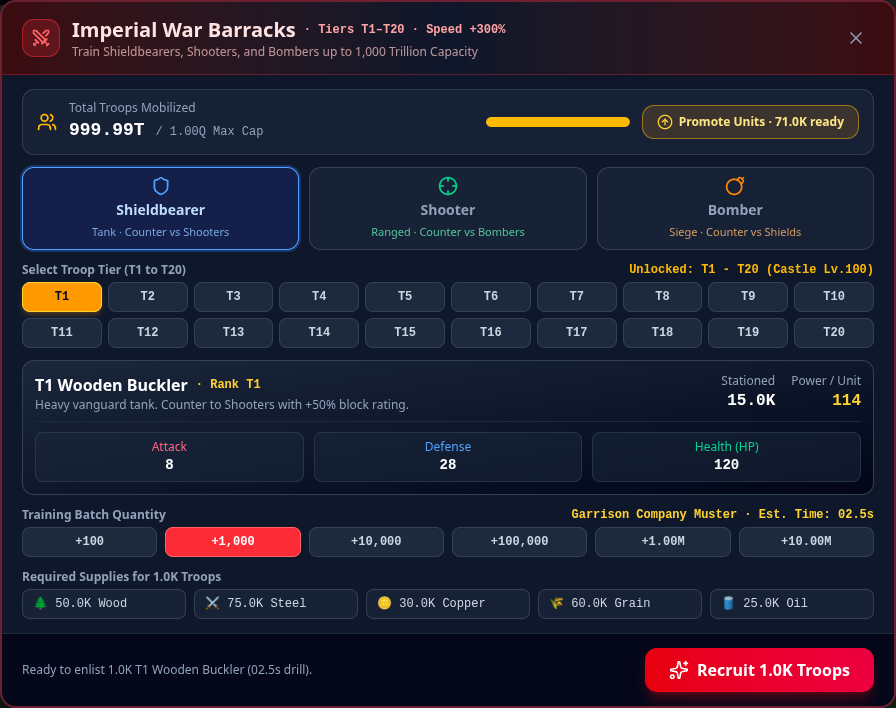 Imperial War Barracks · Tiers T1–T20 · Speed +300%
Train Shieldbearers, Shooters, and Bombers up to 1,000 Trillion Capacity
Total Troops Mobilized
999.99T / 1.00Q Max Cap
Promote Units · 71.0K ready
Shieldbearer
Tank · Counter vs Shooters
Shooter
Ranged · Counter vs Bombers
Bomber
Siege · Counter vs Shields
Select Troop Tier (T1 to T20)
Unlocked: T1 - T20 (Castle Lv.100)
T1 T2 T3 T4 T5 T6 T7 T8 T9 T10
T11 T12 T13 T14 T15 T16 T17 T18 T19 T20
T1 Wooden Buckler · Rank T1
Heavy vanguard tank. Counter to Shooters with +50% block rating.
Stationed
15.0K
Power / Unit
114
Attack
8
Defense
28
Health (HP)
120
Training Batch Quantity
Garrison Company Muster · Est. Time: 02.5s
+100 +1,000 +10,000 +100,000 +1.00M +10.00M
Required Supplies for 1.0K Troops
50.0K Wood 75.0K Steel 30.0K Copper 60.0K Grain 25.0K Oil
Ready to enlist 1.0K T1 Wooden Buckler (02.5s drill).
Recruit 1.0K Troops